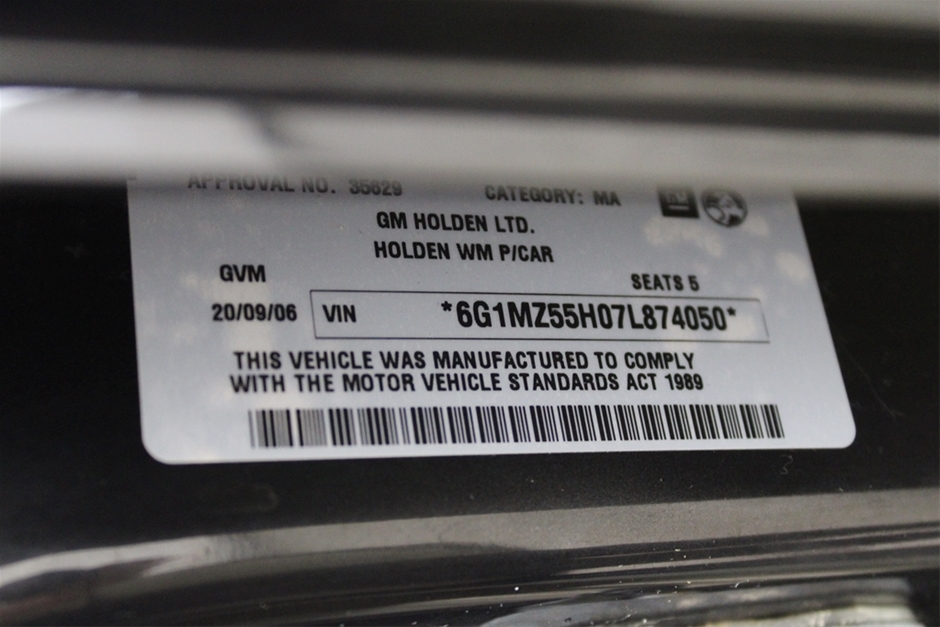 APPROVAL NO. 35629 CATEGORY: MA GM
GM HOLDEN LTD.
HOLDEN WM P/CAR
GVM SEATS 5
20/09/06 VIN *6G1MZ55H07L874050*
THIS VEHICLE WAS MANUFACTURED TO COMPLY
WITH THE MOTOR VEHICLE STANDARDS ACT 1989